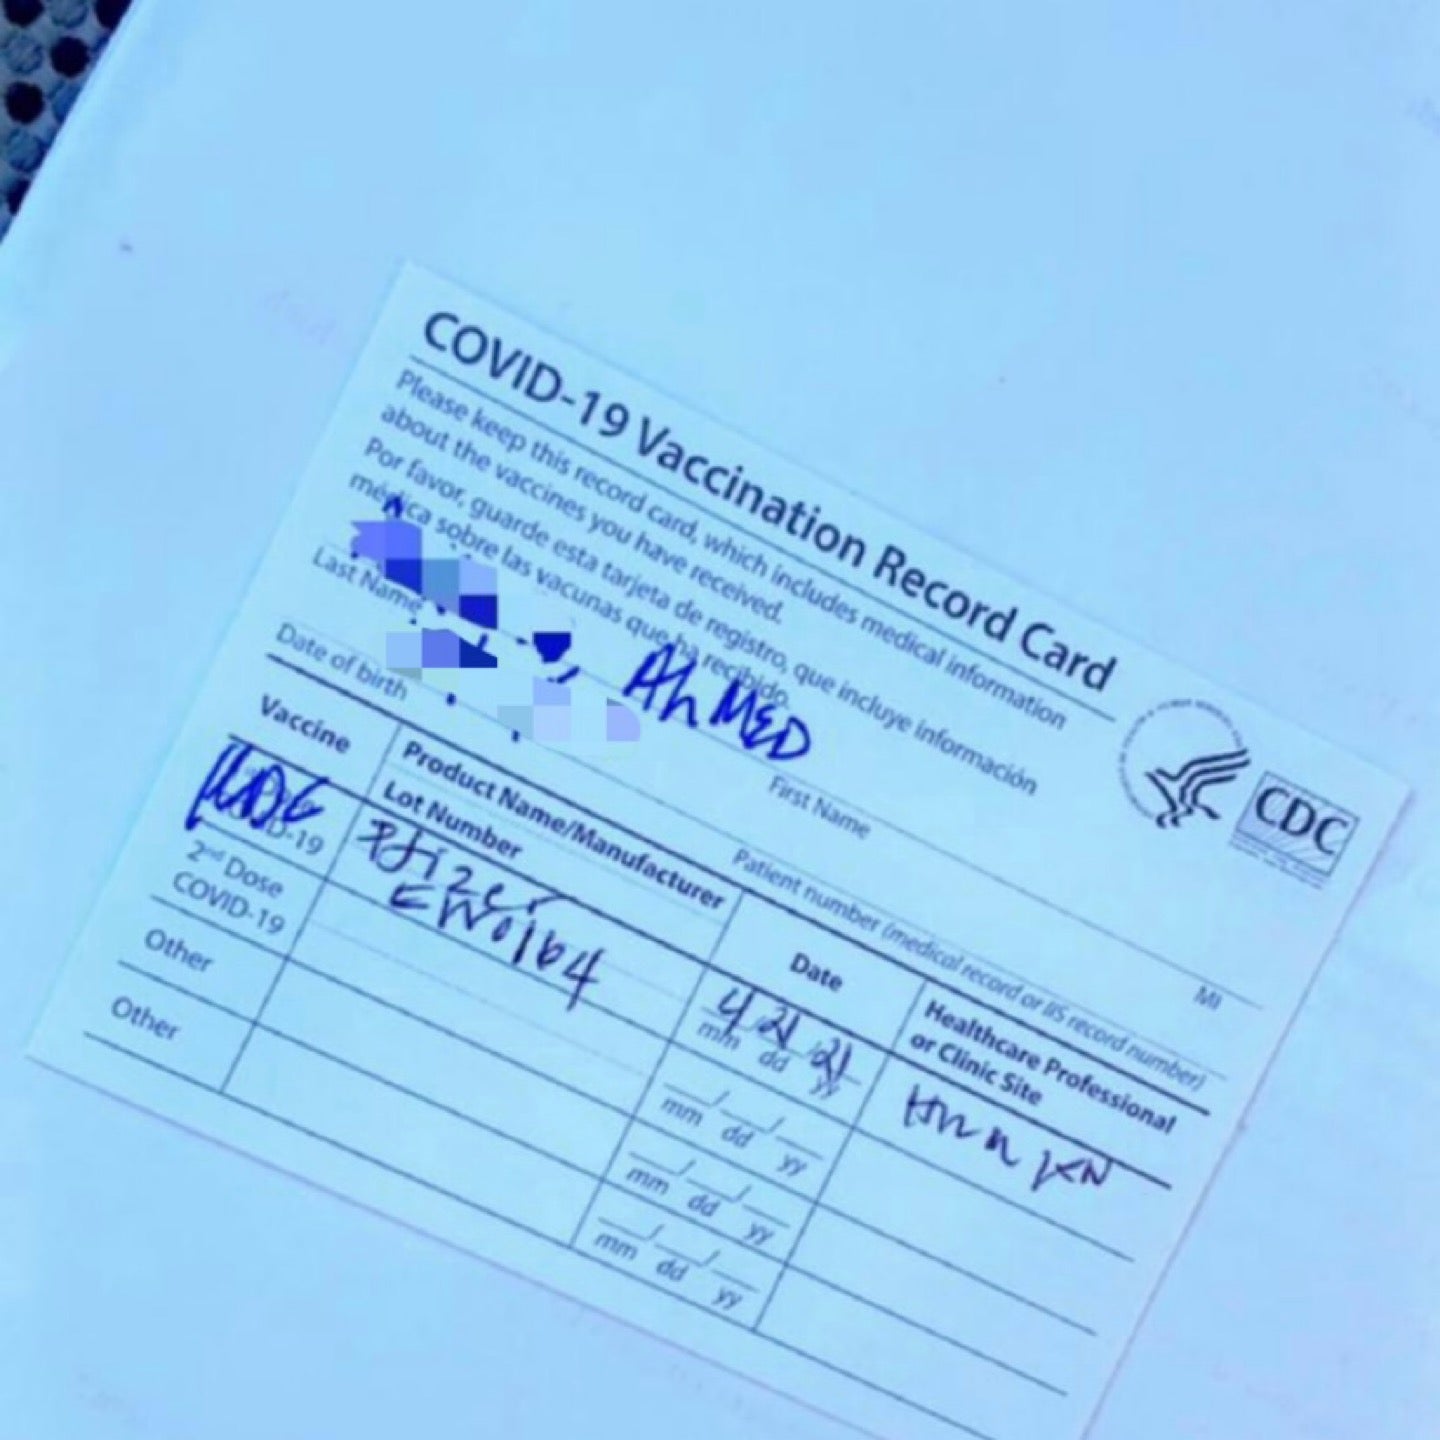 COVID-19 Vaccination Record Card
Please keep this record card, which includes medical information
about the vaccines you have received.
Por favor, guarde esta tarjeta de registro, que incluye información
médica sobre las vacunas que ha recibido.
AhMED
Last Name First Name MI
Date of birth Patient number (medical record or IIS record number)
Vaccine Product Name/Manufacturer Date Healthcare Professional
Lot Number or Clinic Site
Pfizer
COVID-19 EW0164 4/21/21
mm dd yy
2nd Dose
COVID-19 / /
mm dd yy
Other / /
mm dd yy
Other / /
mm dd yy
CDC